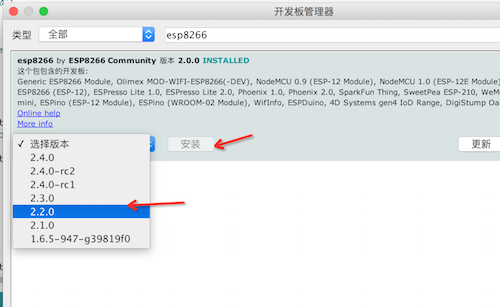 开发板管理器
类型 全部 esp8266
esp8266 by ESP8266 Community 版本 2.0.0 INSTALLED
这个包包含的开发板:
Generic ESP8266 Module, Olimex MOD-WIFI-ESP8266(-DEV), NodeMCU 0.9 (ESP-12 Module), NodeMCU 1.0 (ESP-12E Module)
ESP8266 (ESP-12), ESPresso Lite 1.0, ESPresso Lite 2.0, Phoenix 1.0, Phoenix 2.0, SparkFun Thing, SweetPea ESP-210, WeM
mini, ESPino (ESP-12 Module), ESPino (WROOM-02 Module), WifInfo, ESPDuino, 4D Systems gen4 IoD Range, DigiStump Oa
Online help
More info
✓ 选择版本 安装 更新
2.4.0
2.4.0-rc2
2.4.0-rc1
2.3.0
2.2.0
2.1.0
1.6.5-947-g39819f0